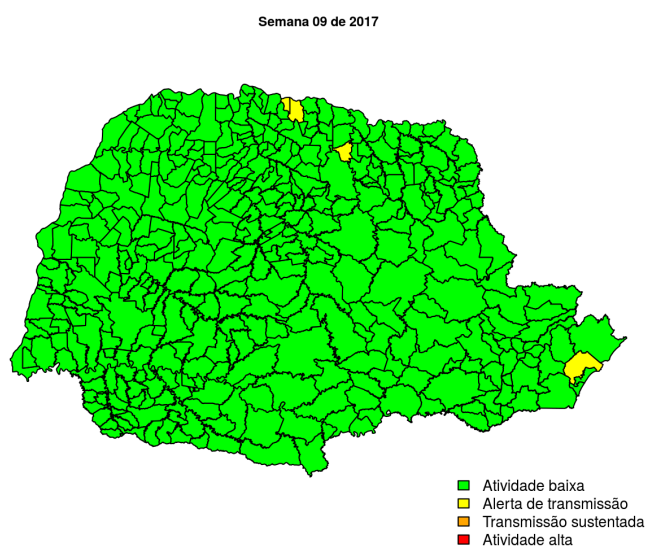 Semana 09 de 2017
Atividade baixa
Alerta de transmissão
Transmissão sustentada
Atividade alta